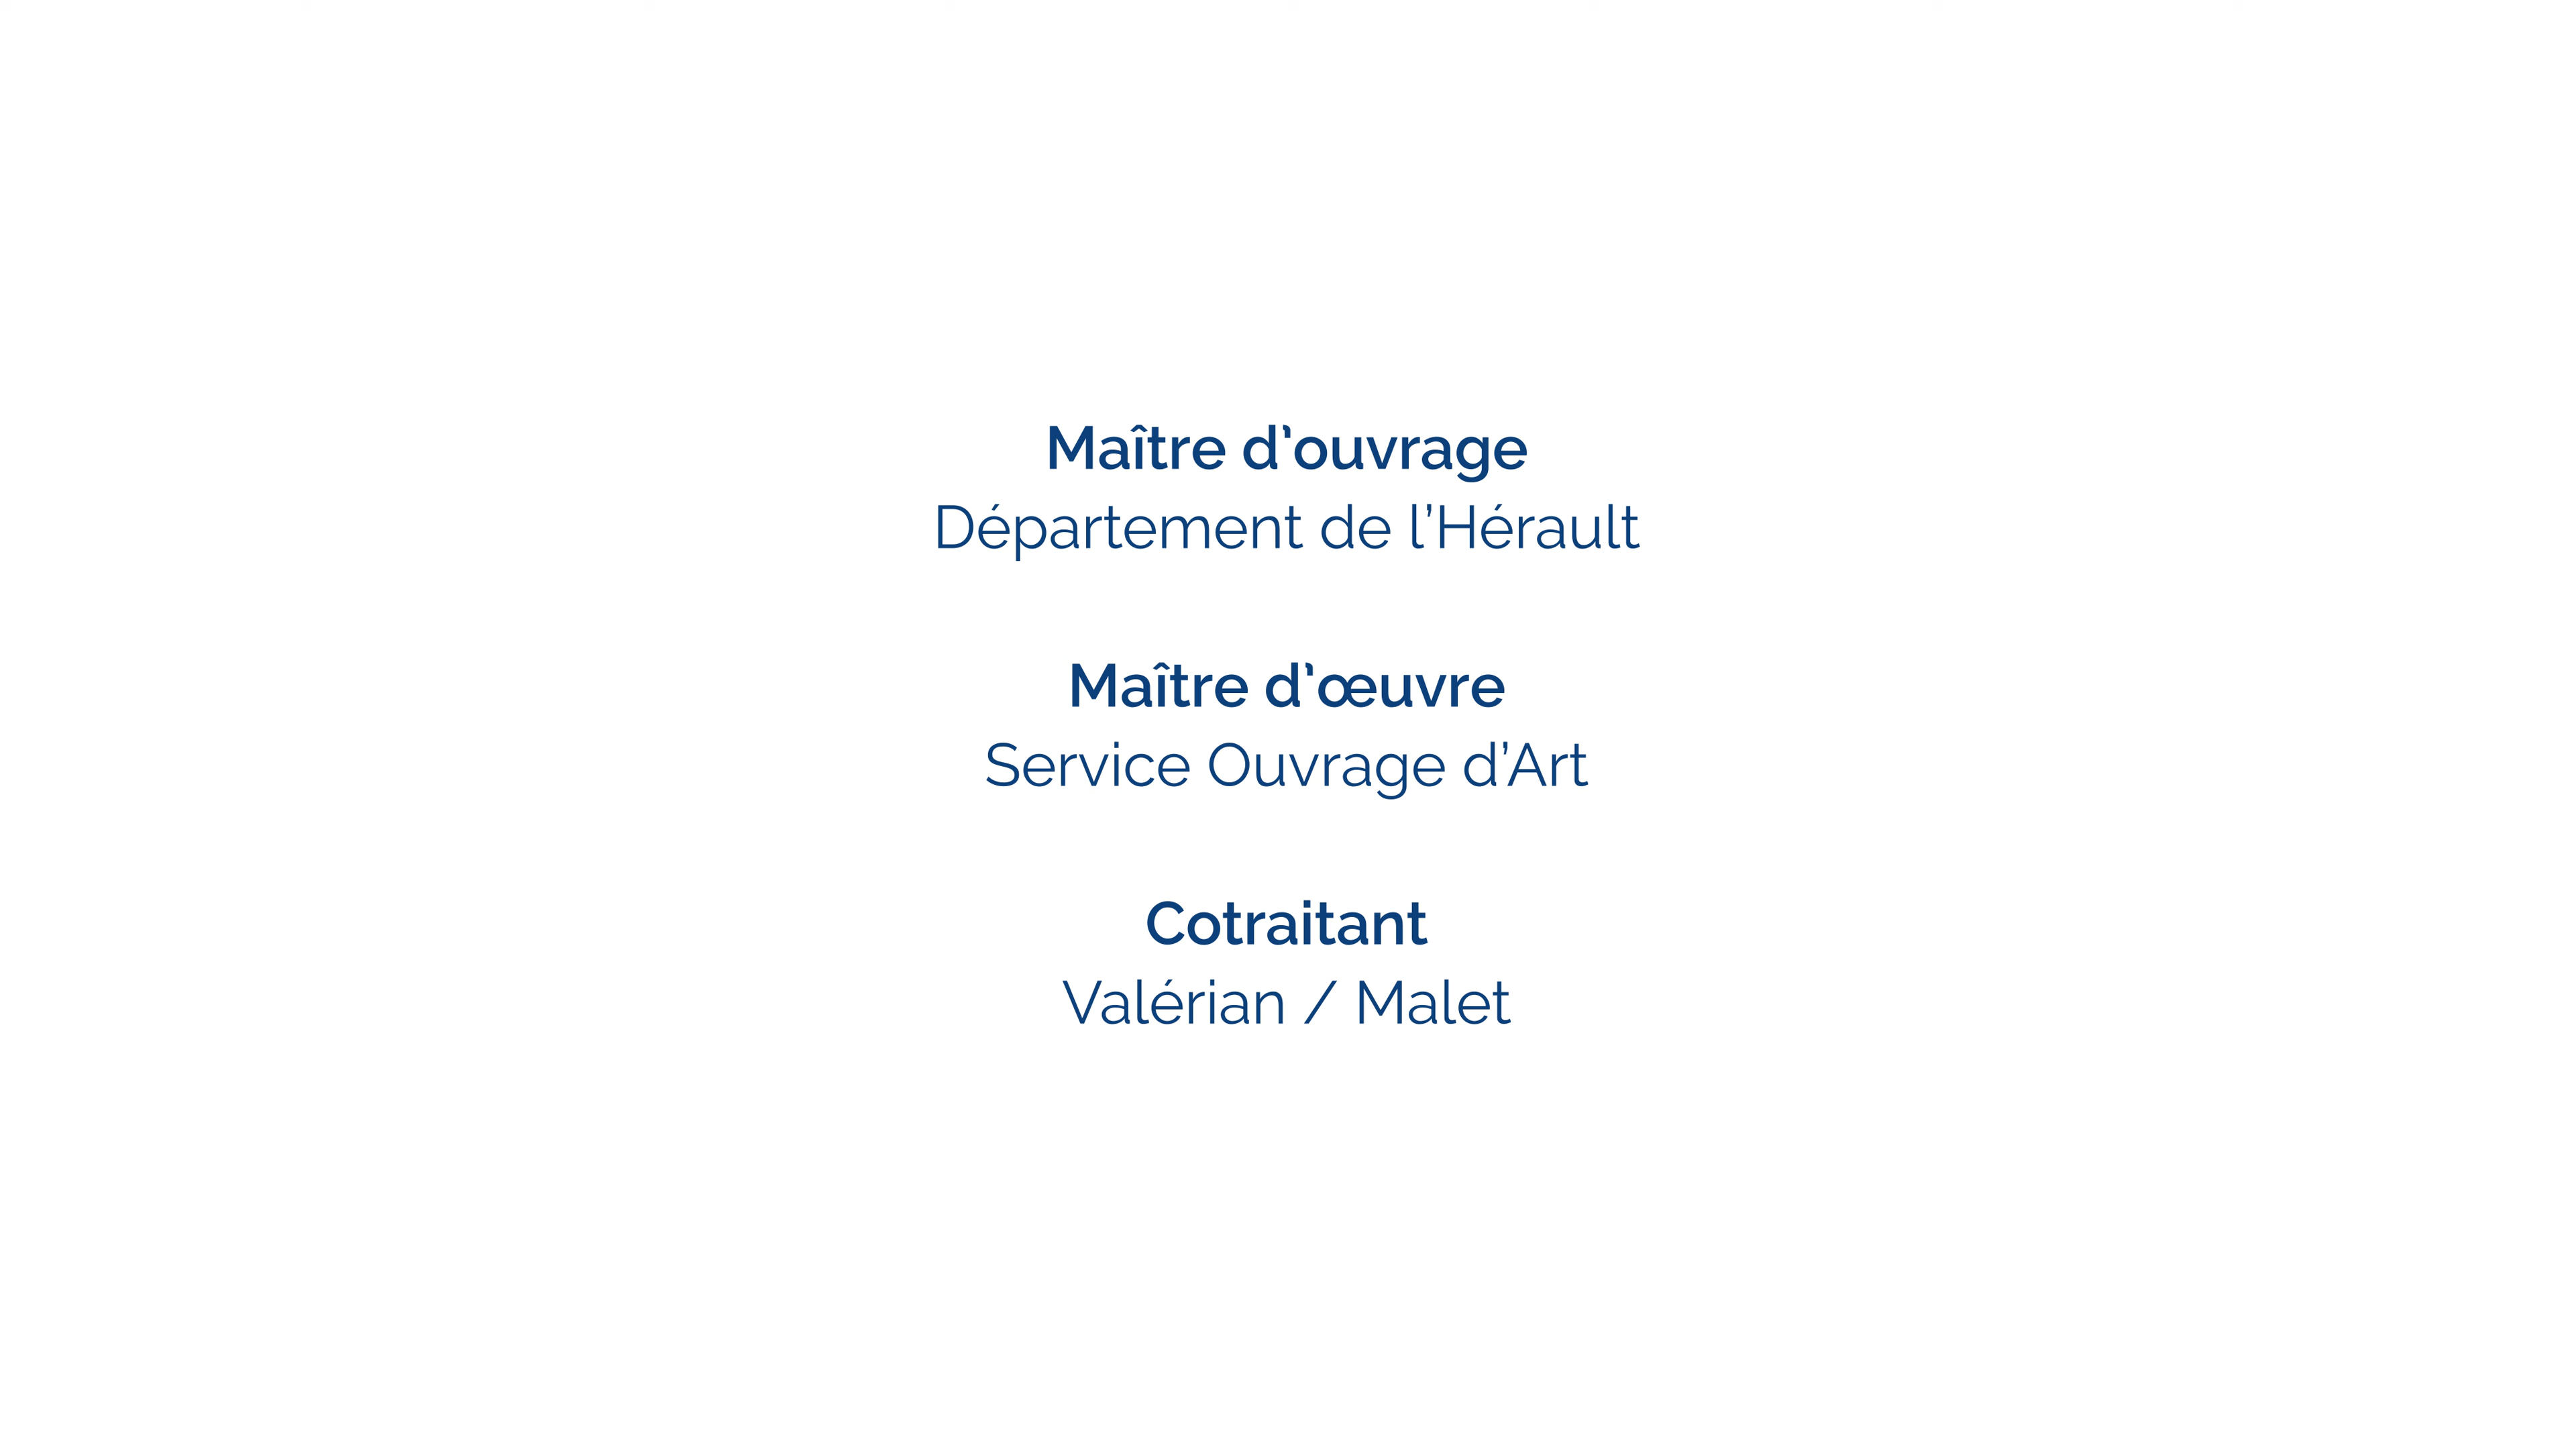 Maître d'ouvrage
Département de l’Hérault
Maître d'œuvre
Service Ouvrage d’Art
Cotraitant
Valérian / Malet